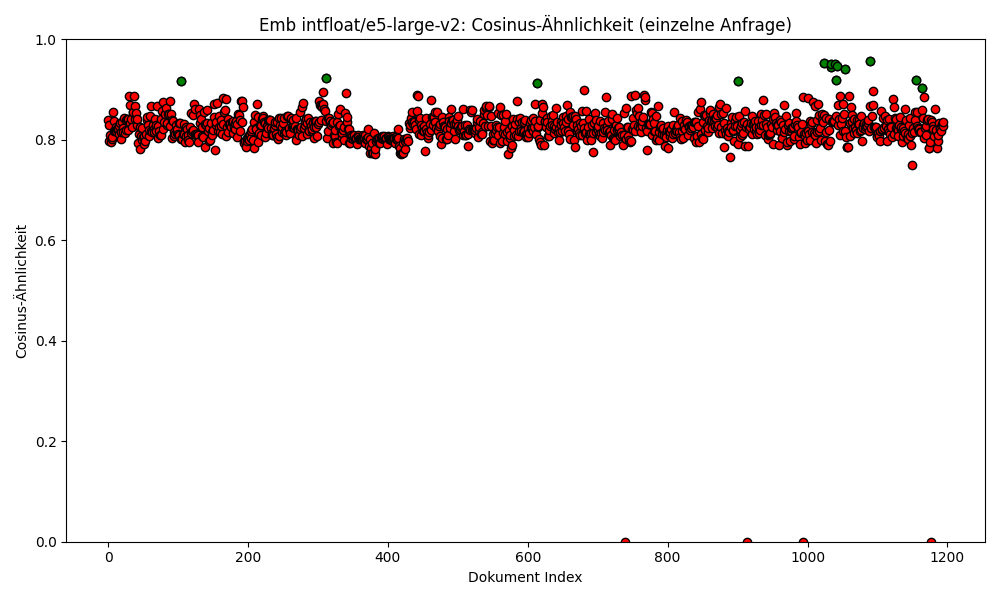 Emb intfloat/e5-large-v2: Cosinus-Ähnlichkeit (einzelne Anfrage)
1.0
0.8
0.6
0.4
0.2
0.0
Cosinus-Ähnlichkeit
0 200 400 600 800 1000 1200
Dokument Index